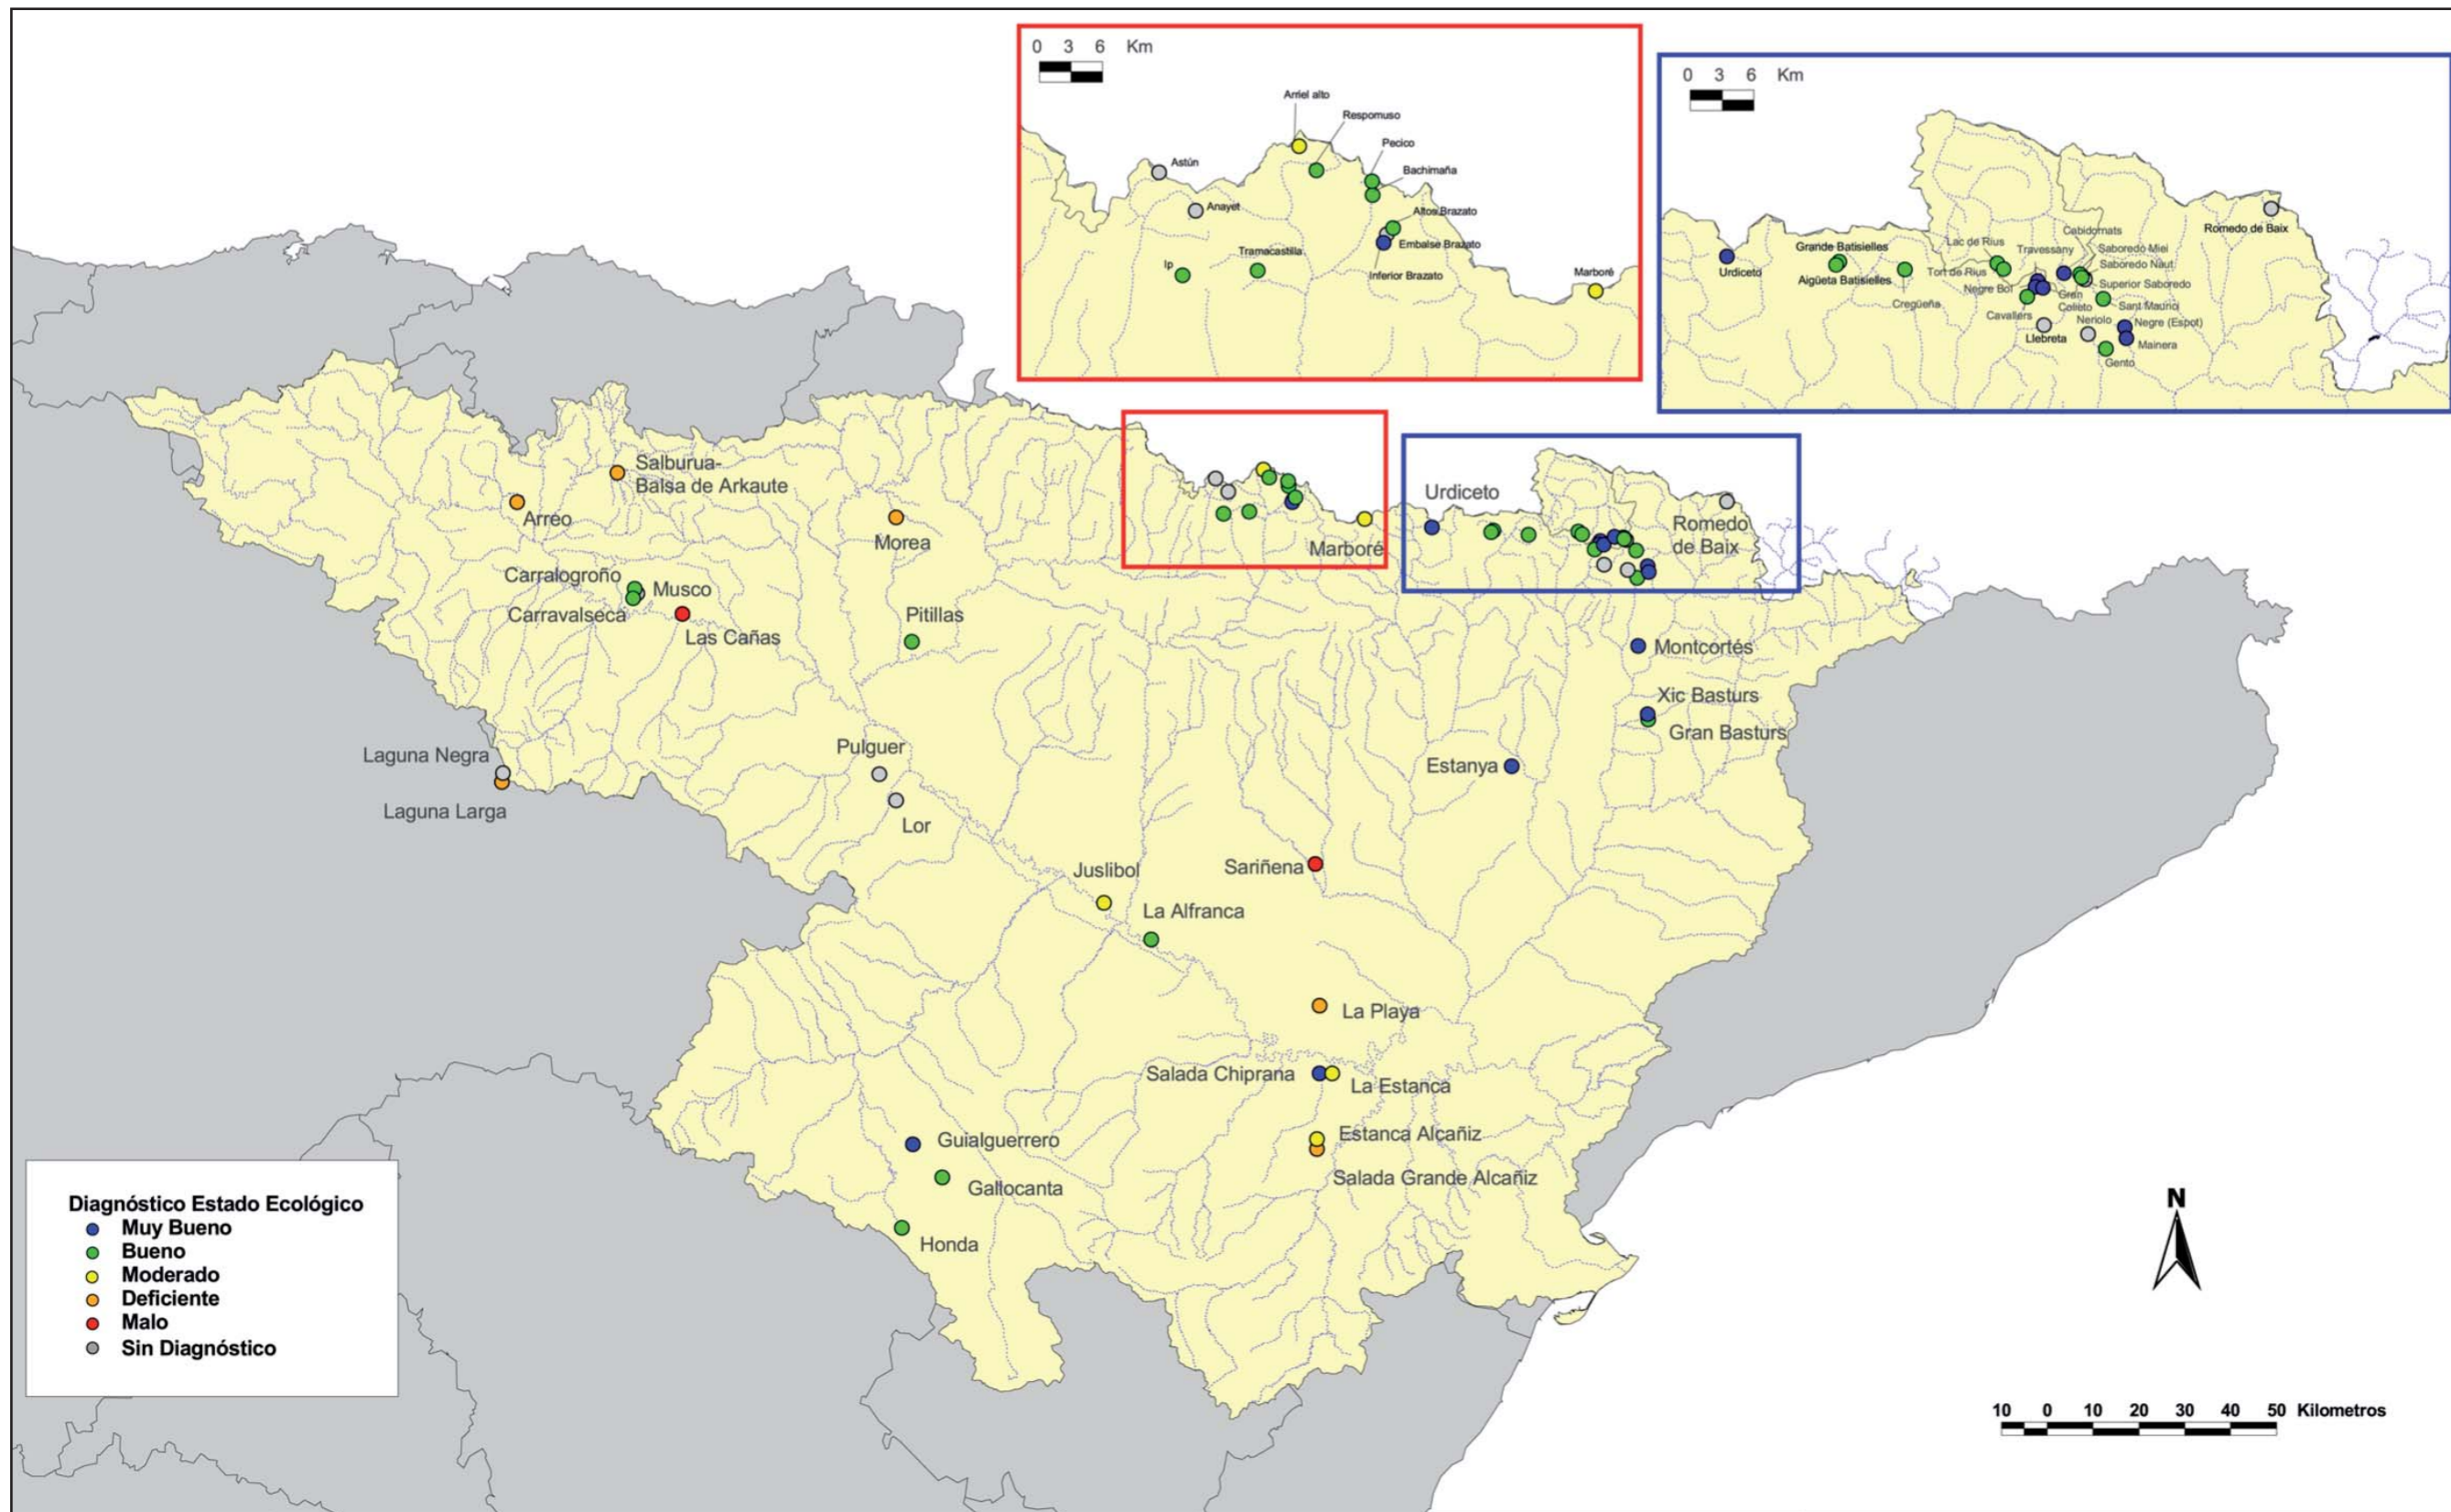 0 3 6 Km
Arriel alto
Respomuso
Pecico
Astún
Bachimaña
Anayet
Altos Brazato
Embalse Brazato
Tramacastilla
Ip
Inferior Brazato
Marboré
0 3 6 Km
Romedo de Baix
Cabidornats
Lac de Rius
Travessany
Saboredo Miei
Grande Batisielles
Saboredo Naut
Urdiceto
Tort de Rius
Aigüeta Batisielles
Superior Saboredo
Negre Boí
Gran
Cregüeña
Colieto
Sant Maurici
Cavallers
Neriolo
Negre (Espot)
Llebreta
Mainera
Gento
Salburua-
Balsa de Arkaute
Arreo
Morea
Urdiceto
Marboré
Romedo
de Baix
Carralogroño
Musco
Carravalseca
Las Cañas
Pitillas
Montcortés
Xic Basturs
Gran Basturs
Laguna Negra
Laguna Larga
Pulguer
Lor
Estanya
Sariñena
Juslibol
La Alfranca
La Playa
Salada Chiprana
La Estanca
Guialguerrero
Estanca Alcañiz
Gallocanta
Salada Grande Alcañiz
Honda
Diagnóstico Estado Ecológico
Muy Bueno
Bueno
Moderado
Deficiente
Malo
Sin Diagnóstico
N
10 0 10 20 30 40 50 Kilometros